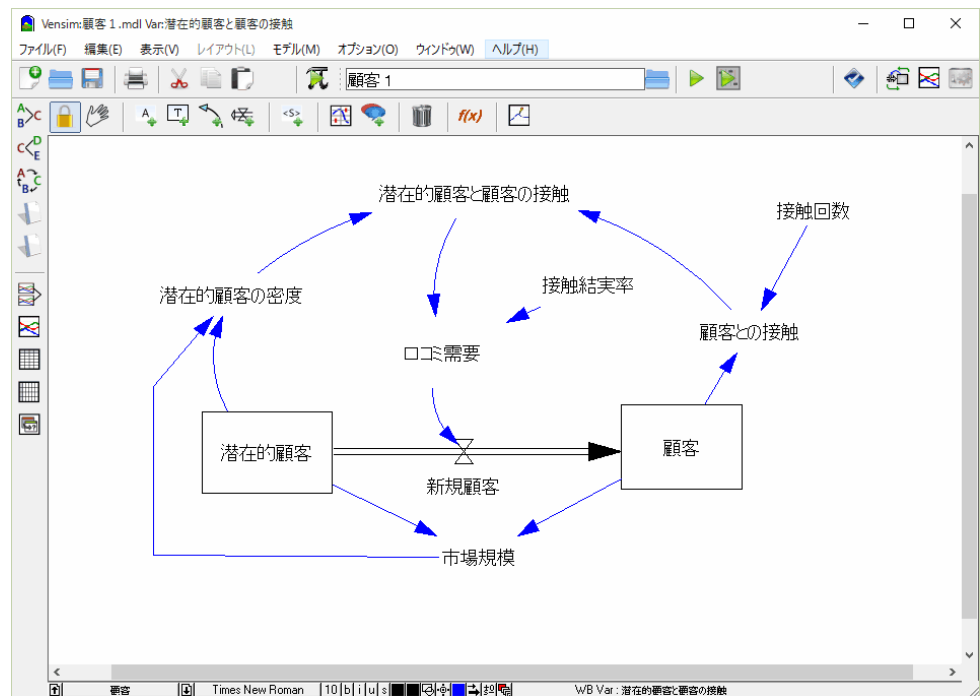 Vensim:顧客１.mdl Var:潜在的顧客と顧客の接触
ファイル(F) 編集(E) 表示(V) レイアウト(L) モデル(M) オプション(O) ウィンドゥ(W) ヘルプ(H)
顧客 1
潜在的顧客と顧客の接触
接触回数
潜在的顧客の密度
接触結実率
顧客との接触
口コミ需要
潜在的顧客
顧客
新規顧客
市場規模
顧客 Times New Roman 10 b i u s WB Var : 潜在的顧客と顧客の接触